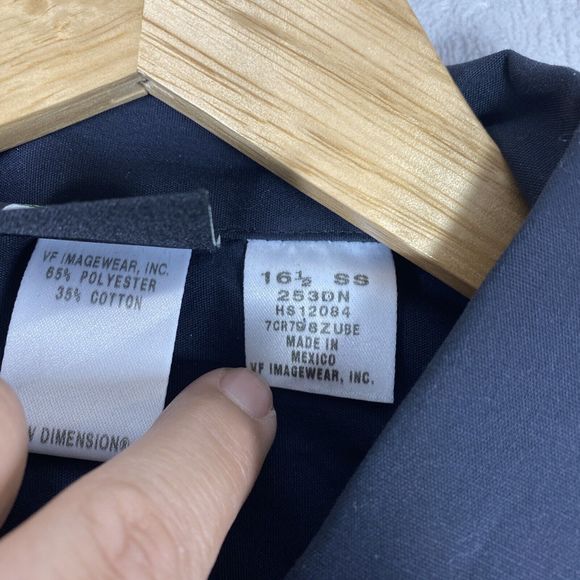 VF IMAGEWEAR, INC.
65% POLYESTER
35% COTTON
DIMENSION®
16½ SS
253DN
HS12084
7CR798ZUBE
MADE IN
MEXICO
VF IMAGEWEAR, INC.